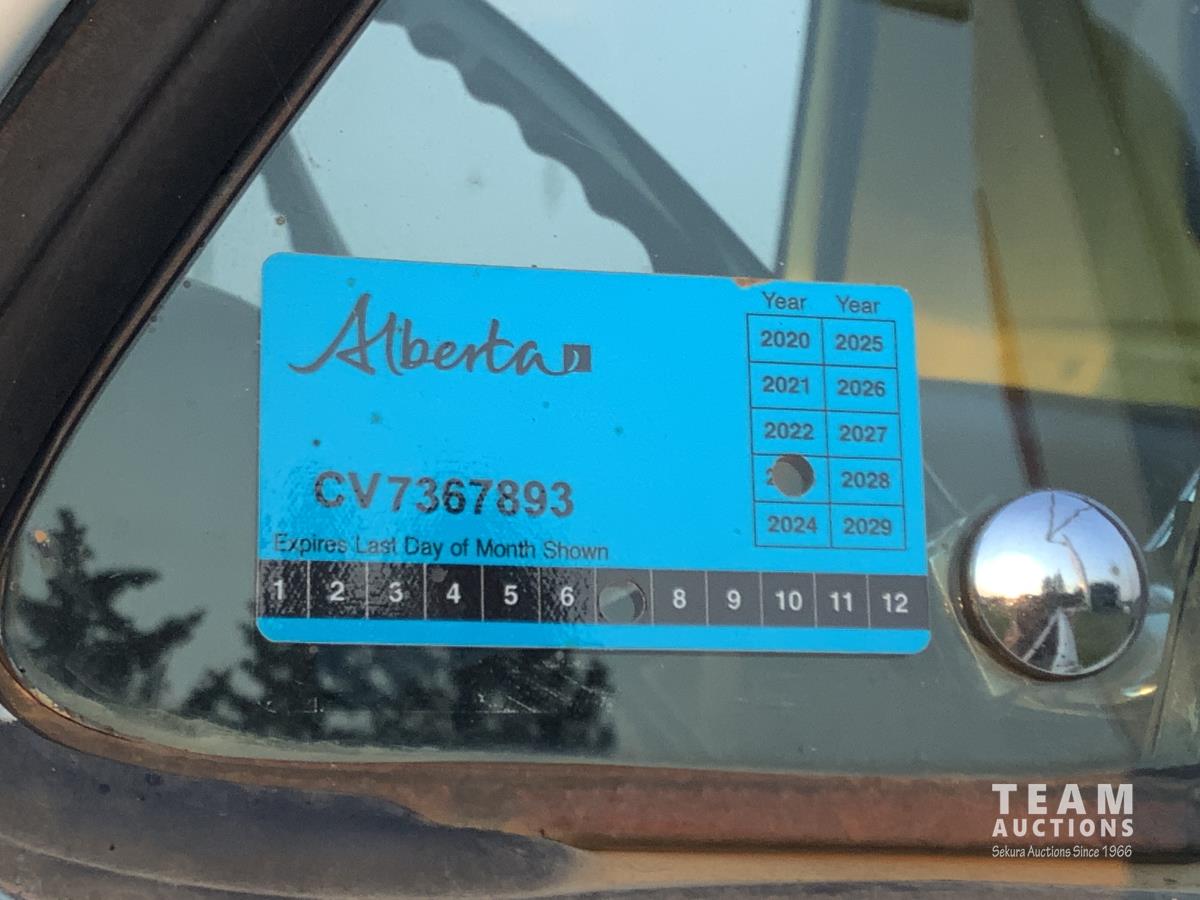 Alberta
Year Year
2020 2025
2021 2026
2022 2027
2028
2024 2029
CV7367893
Expires Last Day of Month Shown
1 2 3 4 5 6 8 9 10 11 12
TEAM
AUCTIONS
Sekura Auctions Since 1966